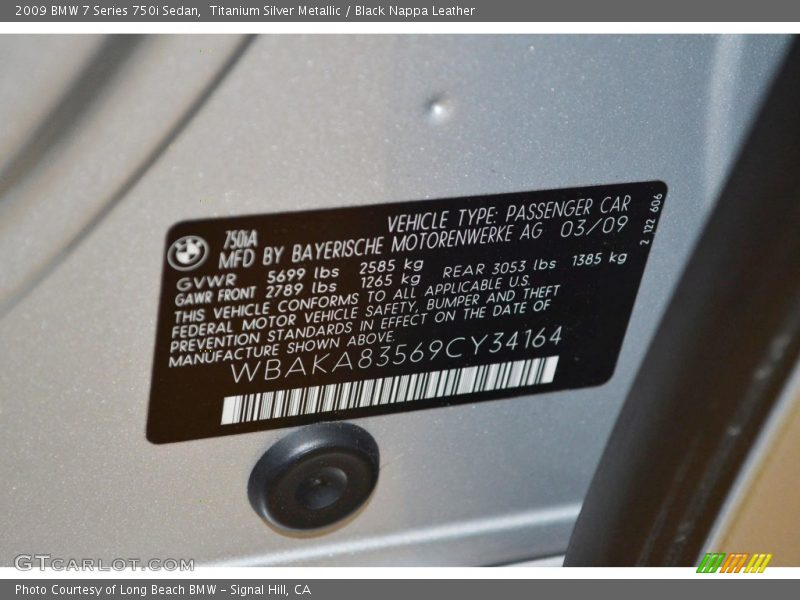 2009 BMW 7 Series 750i Sedan,  Titanium Silver Metallic / Black Nappa Leather
750iA
VEHICLE TYPE: PASSENGER CAR
MFD BY BAYERISCHE MOTORENWERKE AG 03/09
2 122 606
GVWR 5699 lbs 2585 kg
GAWR FRONT 2789 lbs 1265 kg REAR 3053 lbs 1385 kg
THIS VEHICLE CONFORMS TO ALL APPLICABLE U.S.
FEDERAL MOTOR VEHICLE SAFETY, BUMPER AND THEFT
PREVENTION STANDARDS IN EFFECT ON THE DATE OF
MANUFACTURE SHOWN ABOVE.
WBAKA83569CY34164
GTCARLOT.COM
Photo Courtesy of Long Beach BMW – Signal Hill, CA